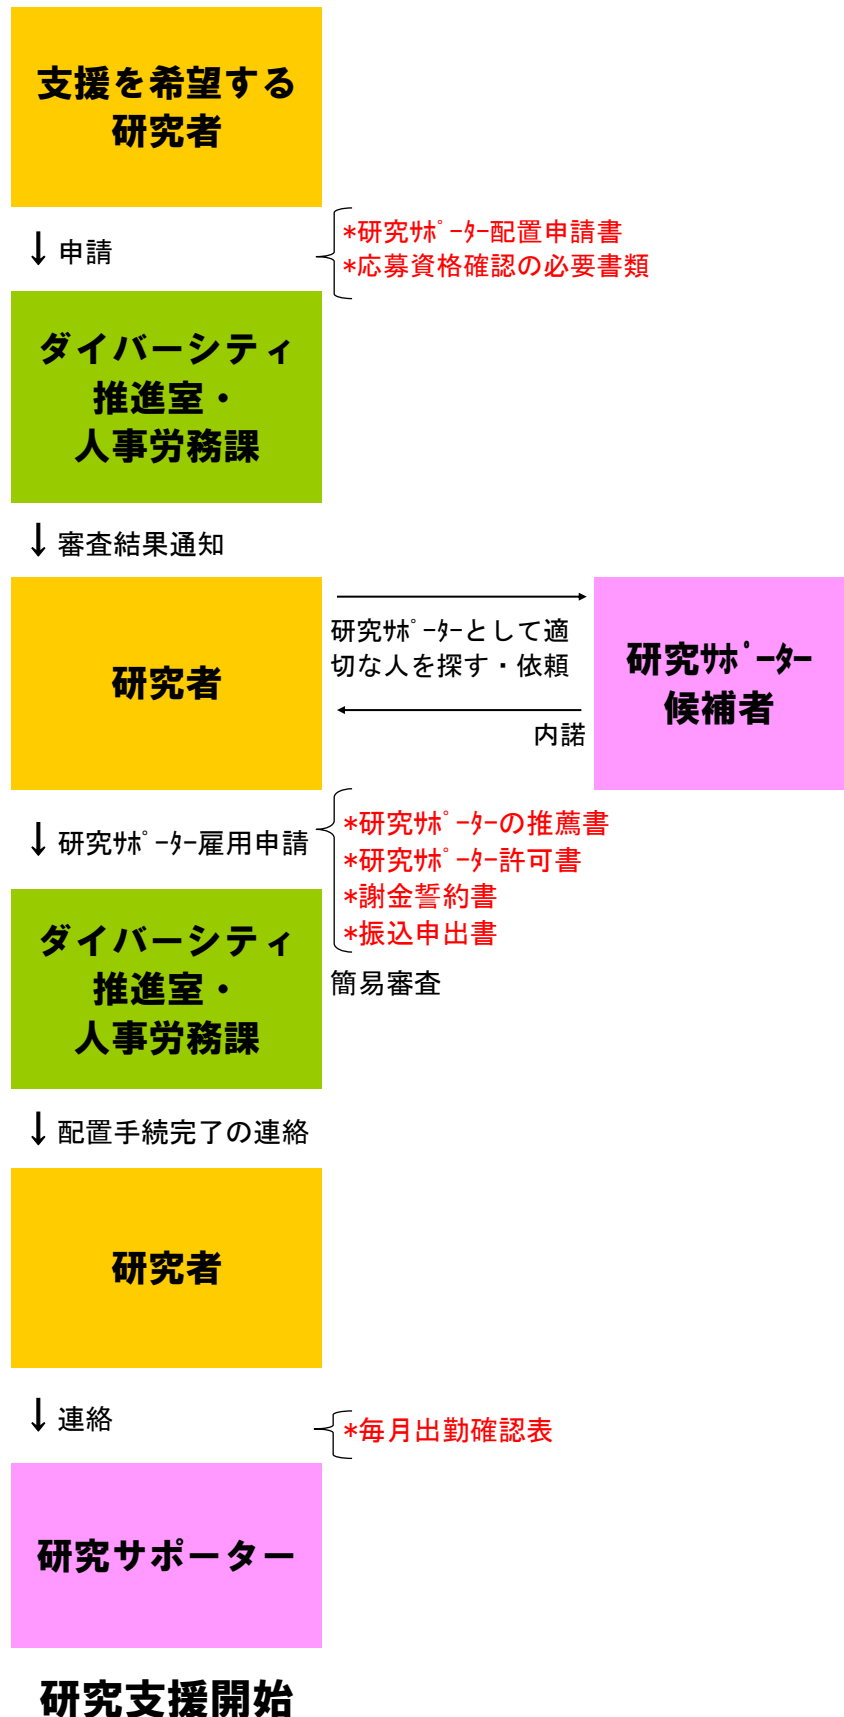 支援を希望する
研究者
↓申請
*研究ｻﾎﾟｰﾀｰ配置申請書
*応募資格確認の必要書類
ダイバーシティ
推進室・
人事労務課
↓審査結果通知
研究者
研究ｻﾎﾟｰﾀｰとして適
切な人を探す・依頼
内諾
研究ｻﾎﾟｰﾀｰ
候補者
↓研究ｻﾎﾟｰﾀｰ雇用申請
*研究ｻﾎﾟｰﾀｰの推薦書
*研究ｻﾎﾟｰﾀｰ許可書
*謝金誓約書
*振込申出書
ダイバーシティ
推進室・
人事労務課
簡易審査
↓配置手続完了の連絡
研究者
↓連絡
*毎月出勤確認表
研究サポーター
研究支援開始